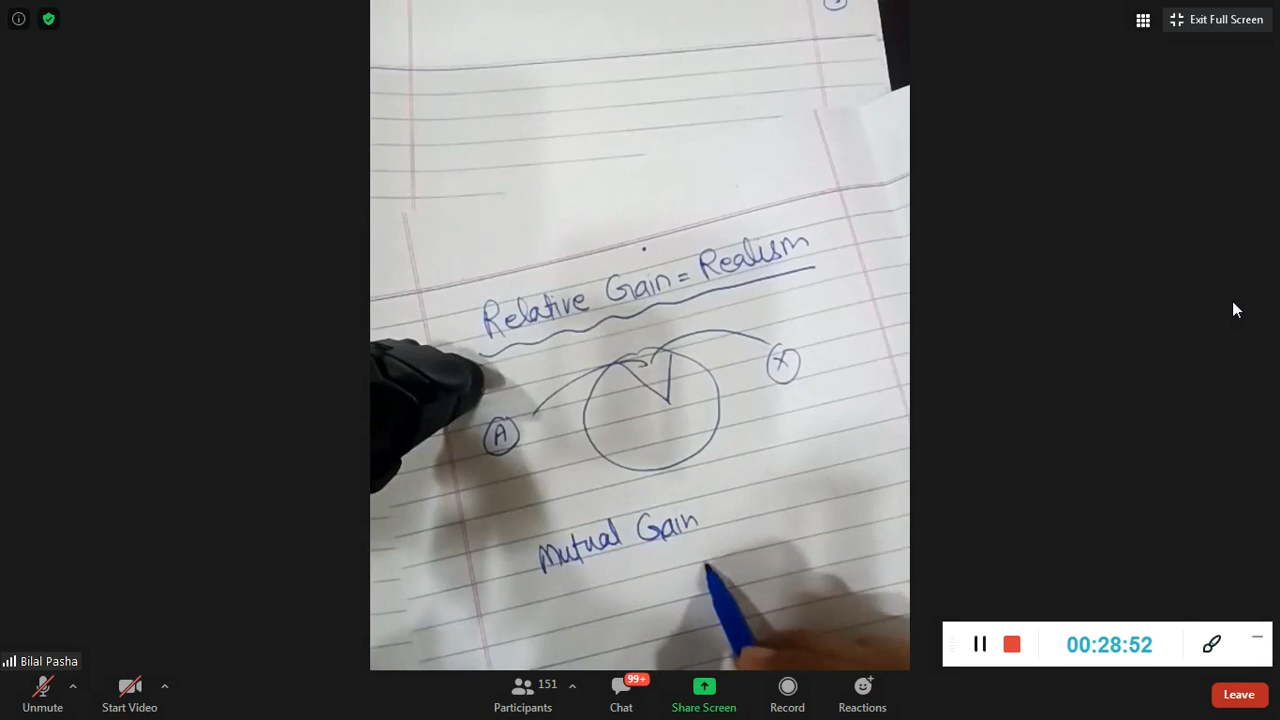 Exit Full Screen
Relative Gain = Realism
A
X
Mutual Gain
00:28:52
Bilal Pasha
Unmute
Start Video
151
Participants
99+
Chat
Share Screen
Record
Reactions
Leave